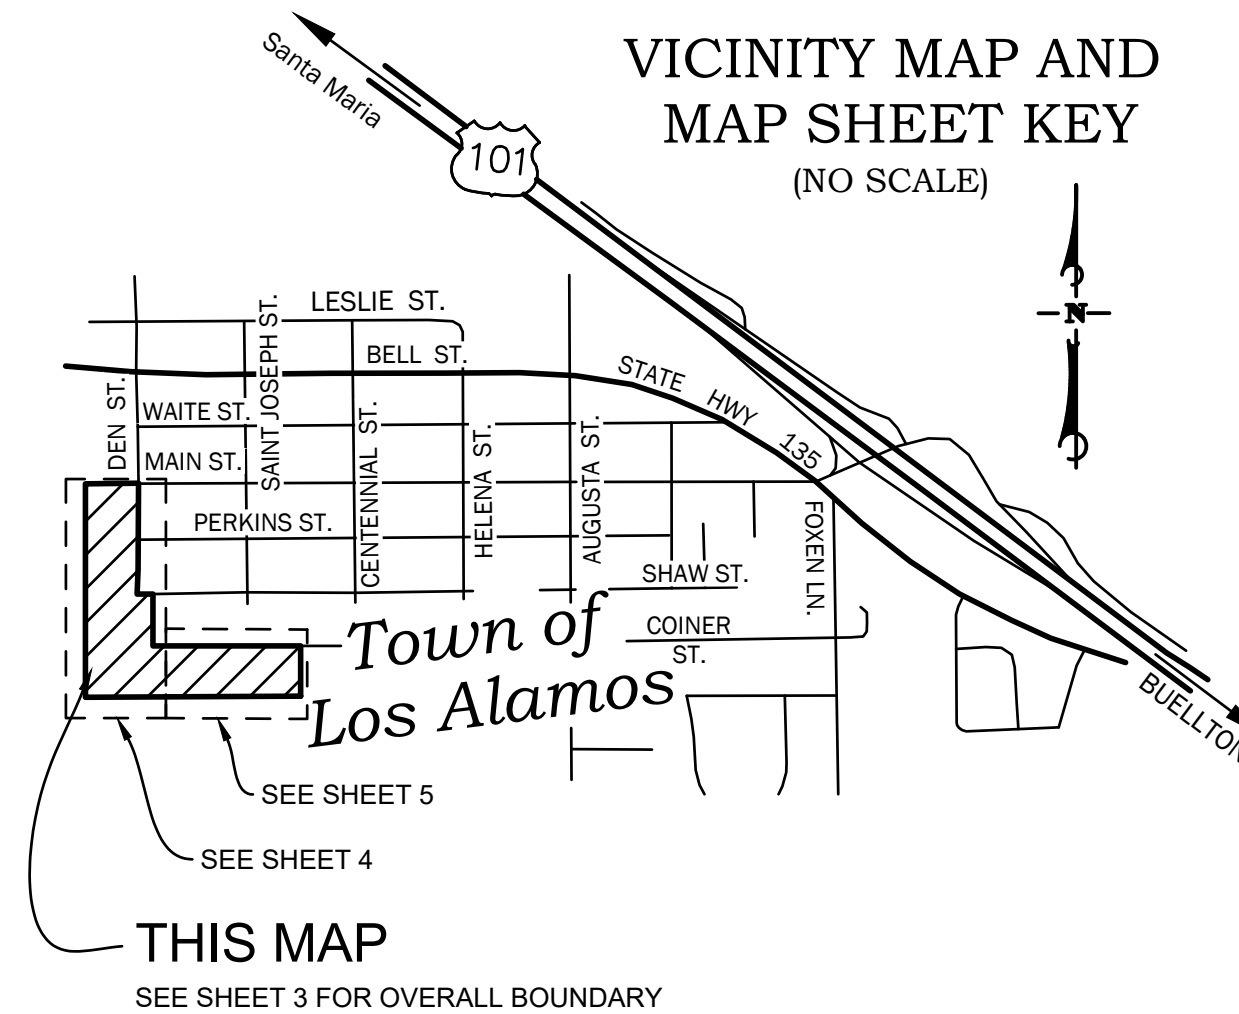 VICINITY MAP AND
MAP SHEET KEY
(NO SCALE)
Santa Maria
101
N
LESLIE ST.
BELL ST.
STATE HWY 135
DEN ST.
WAITE ST.
SAINT JOSEPH ST.
CENTENNIAL ST.
HELENA ST.
AUGUSTA ST.
MAIN ST.
PERKINS ST.
FOXEN LN.
SHAW ST.
COINER
ST.
Town of
Los Alamos
BUELLTON
SEE SHEET 5
SEE SHEET 4
THIS MAP
SEE SHEET 3 FOR OVERALL BOUNDARY